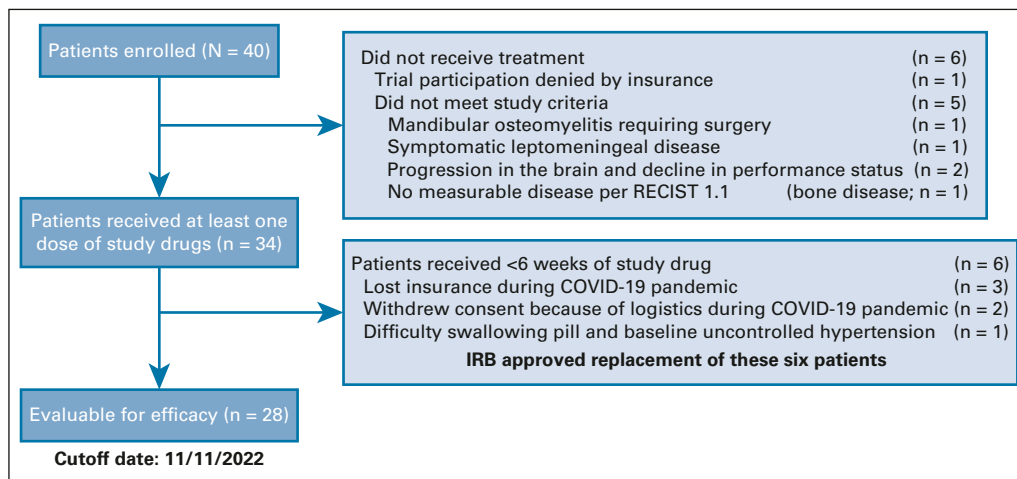 Patients enrolled (N = 40)
Did not receive treatment (n = 6)
Trial participation denied by insurance (n = 1)
Did not meet study criteria (n = 5)
Mandibular osteomyelitis requiring surgery (n = 1)
Symptomatic leptomeningeal disease (n = 1)
Progression in the brain and decline in performance status (n = 2)
No measurable disease per RECIST 1.1 (bone disease; n = 1)
Patients received at least one
dose of study drugs (n = 34)
Patients received <6 weeks of study drug (n = 6)
Lost insurance during COVID-19 pandemic (n = 3)
Withdrew consent because of logistics during COVID-19 pandemic (n = 2)
Difficulty swallowing pill and baseline uncontrolled hypertension (n = 1)
IRB approved replacement of these six patients
Evaluable for efficacy (n = 28)
Cutoff date: 11/11/2022